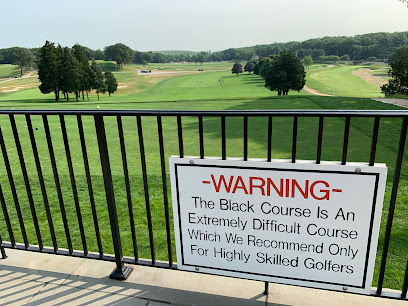 -WARNING-
The Black Course Is An
Extremely Difficult Course
Which We Recommend Only
For Highly Skilled Golfers